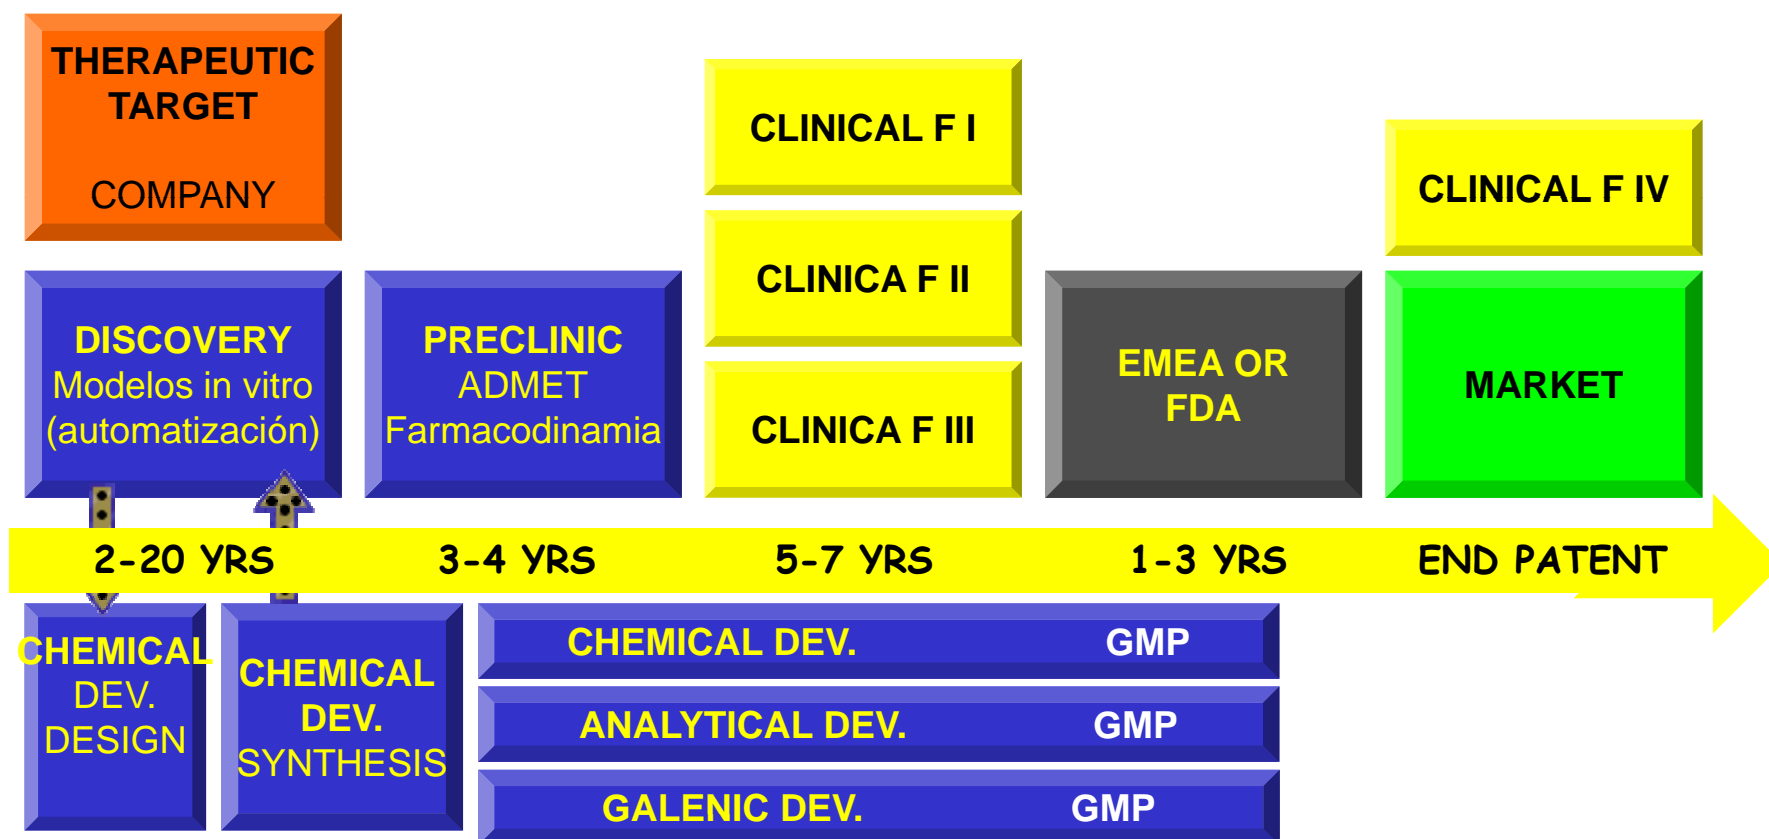 THERAPEUTIC
TARGET
COMPANY
CLINICAL F I
CLINICA F II
CLINICA F III
CLINICAL F IV
DISCOVERY
Modelos in vitro
(automatización)
PRECLINIC
ADMET
Farmacodinamia
EMEA OR
FDA
MARKET
2-20 YRS
3-4 YRS
5-7 YRS
1-3 YRS
END PATENT
CHEMICAL
DEV.
DESIGN
CHEMICAL
DEV.
SYNTHESIS
CHEMICAL DEV. GMP
ANALYTICAL DEV. GMP
GALENIC DEV. GMP